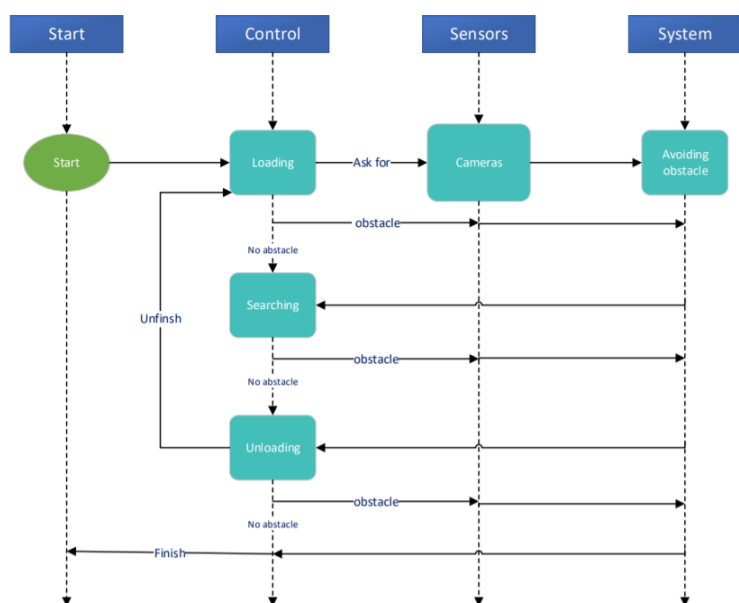 Start
Control
Sensors
System
Start
Loading
Ask for
Cameras
Avoiding
obstacle
obstacle
No abstacle
Unfinsh
Searching
obstacle
No abstacle
Unloading
obstacle
No abstacle
Finish